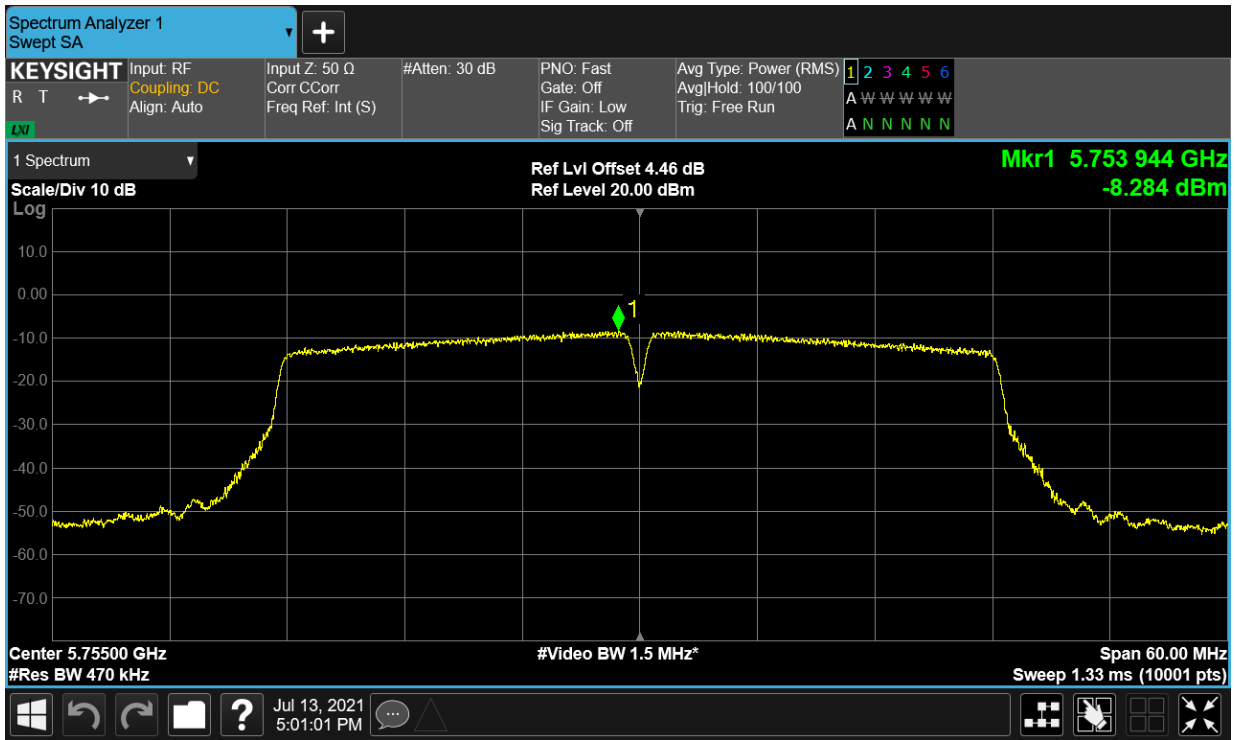 Spectrum Analyzer 1
Swept SA
+
KEYSIGHT
R T
LXI
Input: RF
Coupling: DC
Align: Auto
Input Z: 50 Ω
Corr CCorr
Freq Ref: Int (S)
#Atten: 30 dB
PNO: Fast
Gate: Off
IF Gain: Low
Sig Track: Off
Avg Type: Power (RMS)
Avg|Hold: 100/100
Trig: Free Run
1 2 3 4 5 6
A W W W W W
A N N N N N
1 Spectrum
Scale/Div 10 dB
Log
Ref Lvl Offset 4.46 dB
Ref Level 20.00 dBm
Mkr1 5.753 944 GHz
-8.284 dBm
10.0
0.00
-10.0
-20.0
-30.0
-40.0
-50.0
-60.0
-70.0
1
Center 5.75500 GHz
#Res BW 470 kHz
#Video BW 1.5 MHz*
Span 60.00 MHz
Sweep 1.33 ms (10001 pts)
?
Jul 13, 2021
5:01:01 PM